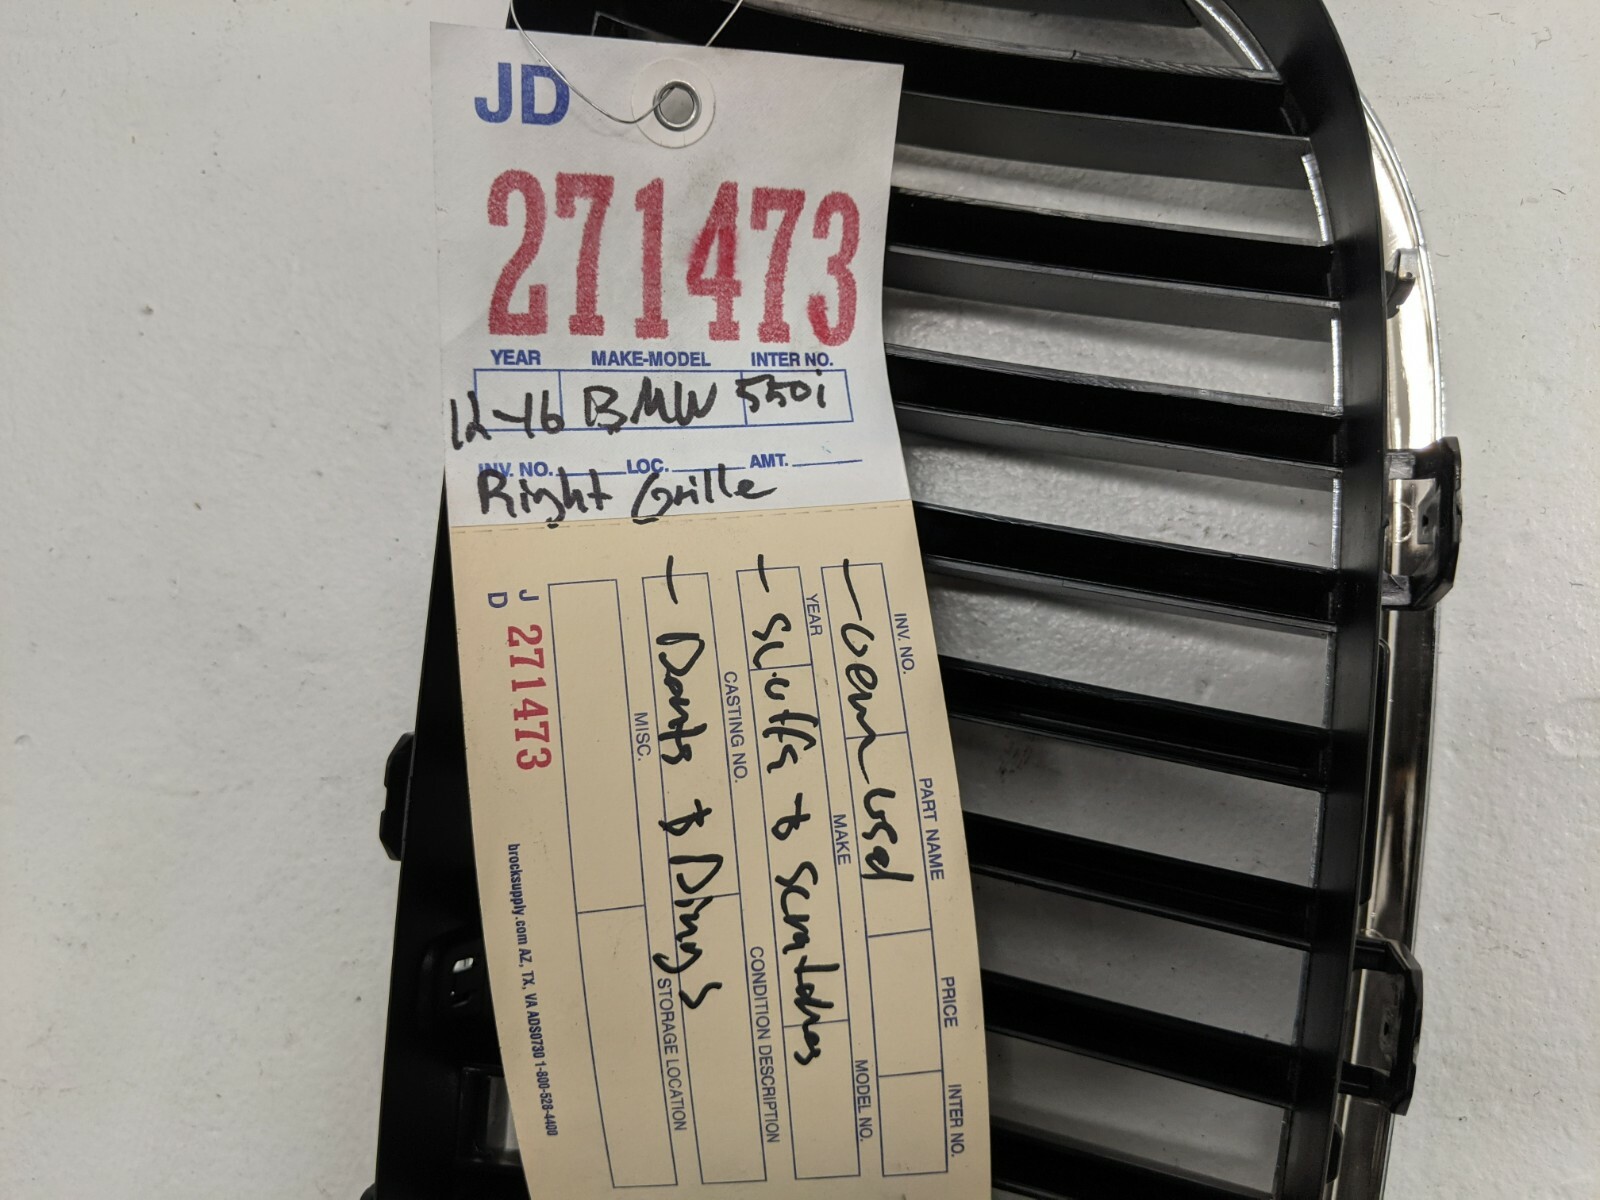 JD
271473
YEAR MAKE-MODEL INTER NO.
12-16 BMW 550i
INV. NO. LOC. AMT.
Right Grille
INV. NO. PART NAME PRICE INTER NO.
- oem used
YEAR MAKE MODEL NO.
- scuffs & scratches
CASTING NO. CONDITION DESCRIPTION
- Dents & Dings
MISC. STORAGE LOCATION
JD 271473
brocksupply.com AZ, TX, VA ADS0730 1-800-528-4400